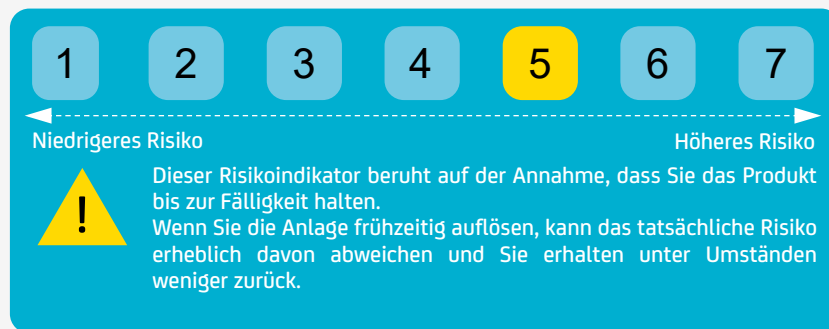 1 2 3 4 5 6 7
Niedrigeres Risiko Höheres Risiko
Dieser Risikoindikator beruht auf der Annahme, dass Sie das Produkt
bis zur Fälligkeit halten.
!
Wenn Sie die Anlage frühzeitig auflösen, kann das tatsächliche Risiko
erheblich davon abweichen und Sie erhalten unter Umständen
weniger zurück.